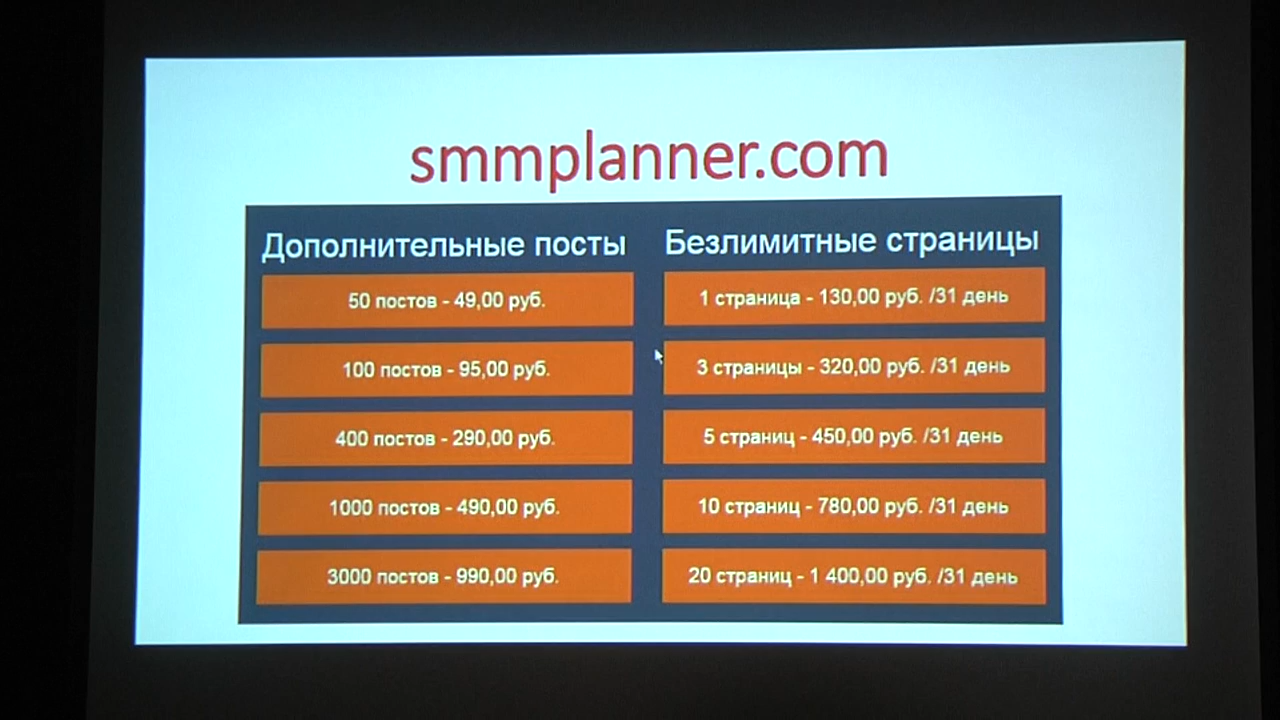 smmplanner.com
Дополнительные посты
50 постов - 49,00 руб.
100 постов - 95,00 руб.
400 постов - 290,00 руб.
1000 постов - 490,00 руб.
3000 постов - 990,00 руб.
Безлимитные страницы
1 страница - 130,00 руб. /31 день
3 страницы - 320,00 руб. /31 день
5 страниц - 450,00 руб. /31 день
10 страниц - 780,00 руб. /31 день
20 страниц - 1 400,00 руб. /31 день